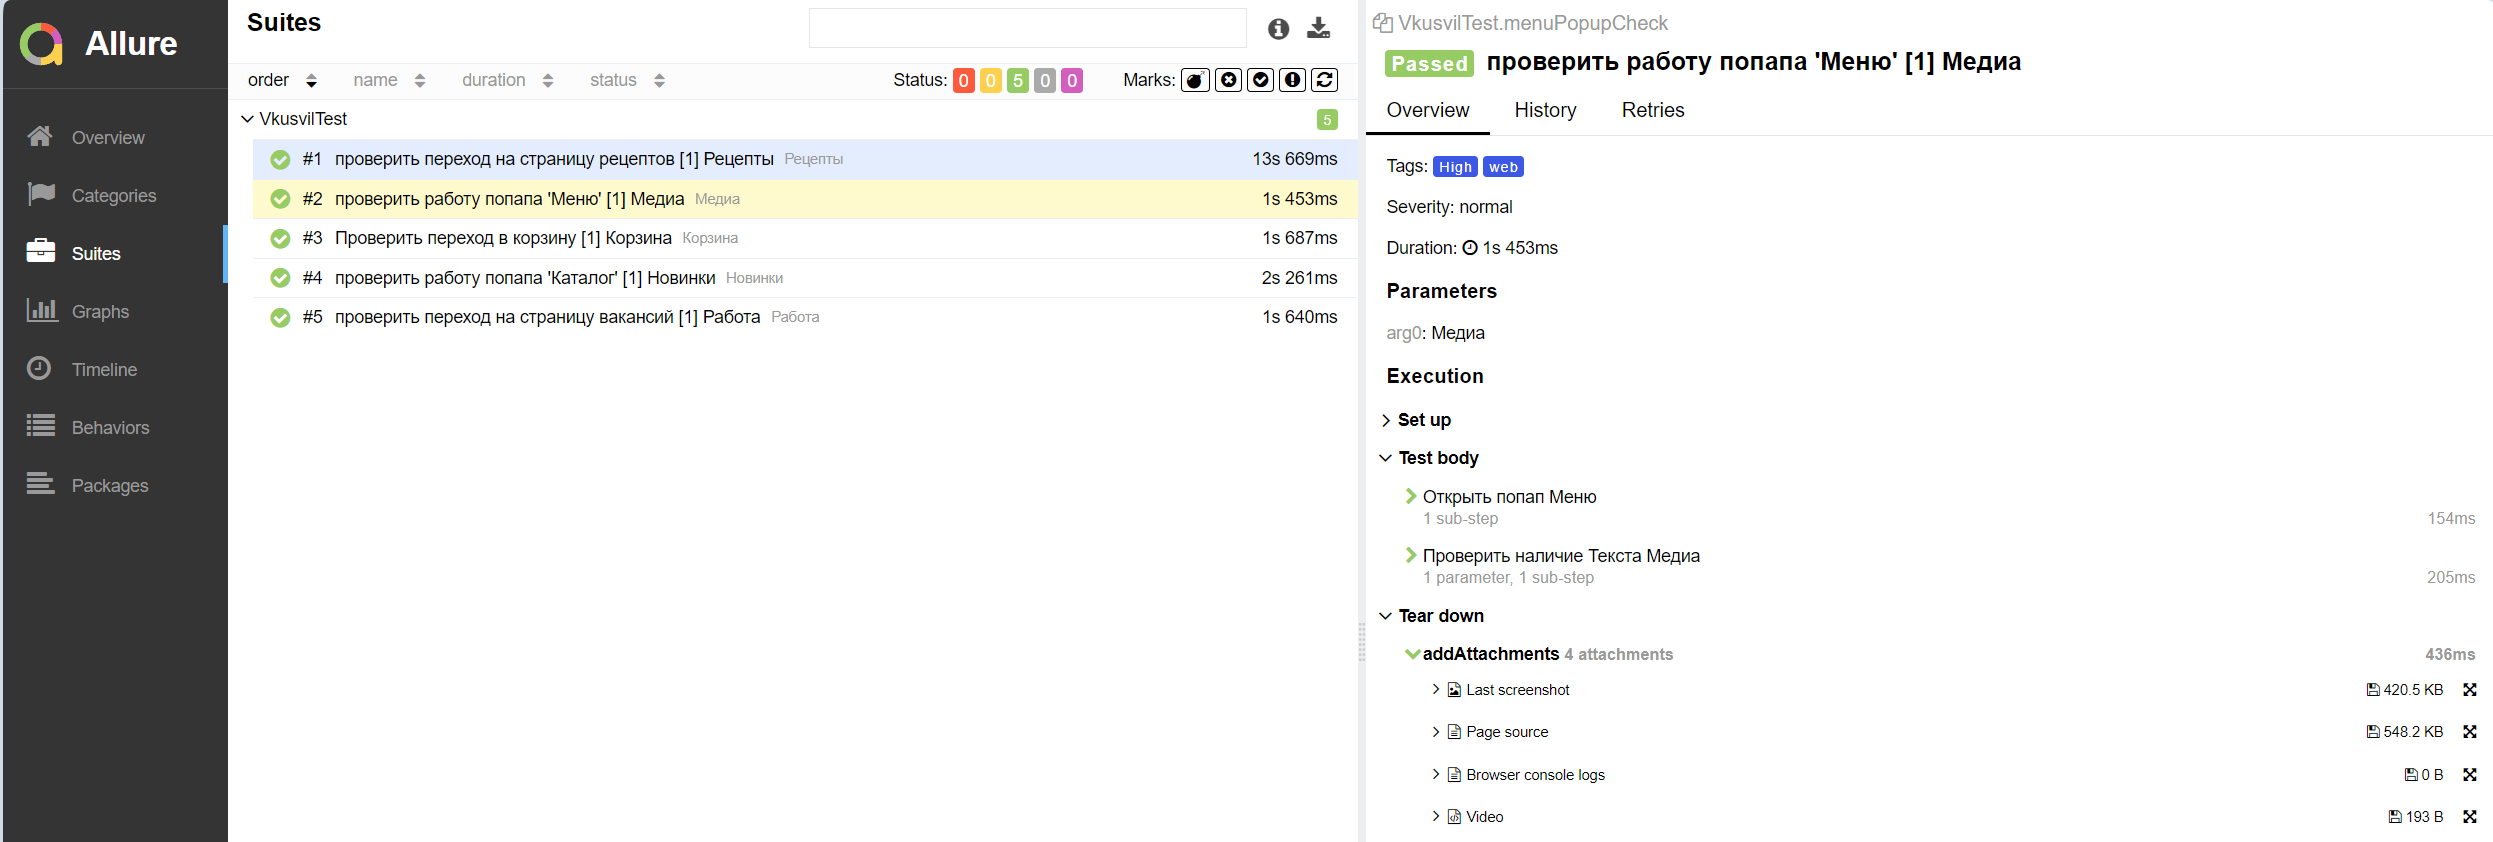 Allure
Overview
Categories
Suites
Graphs
Timeline
Behaviors
Packages
Suites
order name duration status Status: 0 0 5 0 0 Marks:
VkusvilTest 5
#1 проверить переход на страницу рецептов [1] Рецепты Рецепты 13s 669ms
#2 проверить работу попапа 'Меню' [1] Медиа Медиа 1s 453ms
#3 Проверить переход в корзину [1] Корзина Корзина 1s 687ms
#4 проверить работу попапа 'Каталог' [1] Новинки Новинки 2s 261ms
#5 проверить переход на страницу вакансий [1] Работа Работа 1s 640ms
VkusvilTest.menuPopupCheck
Passed проверить работу попапа 'Меню' [1] Медиа
Overview History Retries
Tags: High web
Severity: normal
Duration: 1s 453ms
Parameters
arg0: Медиа
Execution
Set up
Test body
Открыть попап Меню
1 sub-step 154ms
Проверить наличие Текста Медиа
1 parameter, 1 sub-step 205ms
Tear down
addAttachments 4 attachments 436ms
Last screenshot 420.5 KB
Page source 548.2 KB
Browser console logs 0 B
Video 193 B